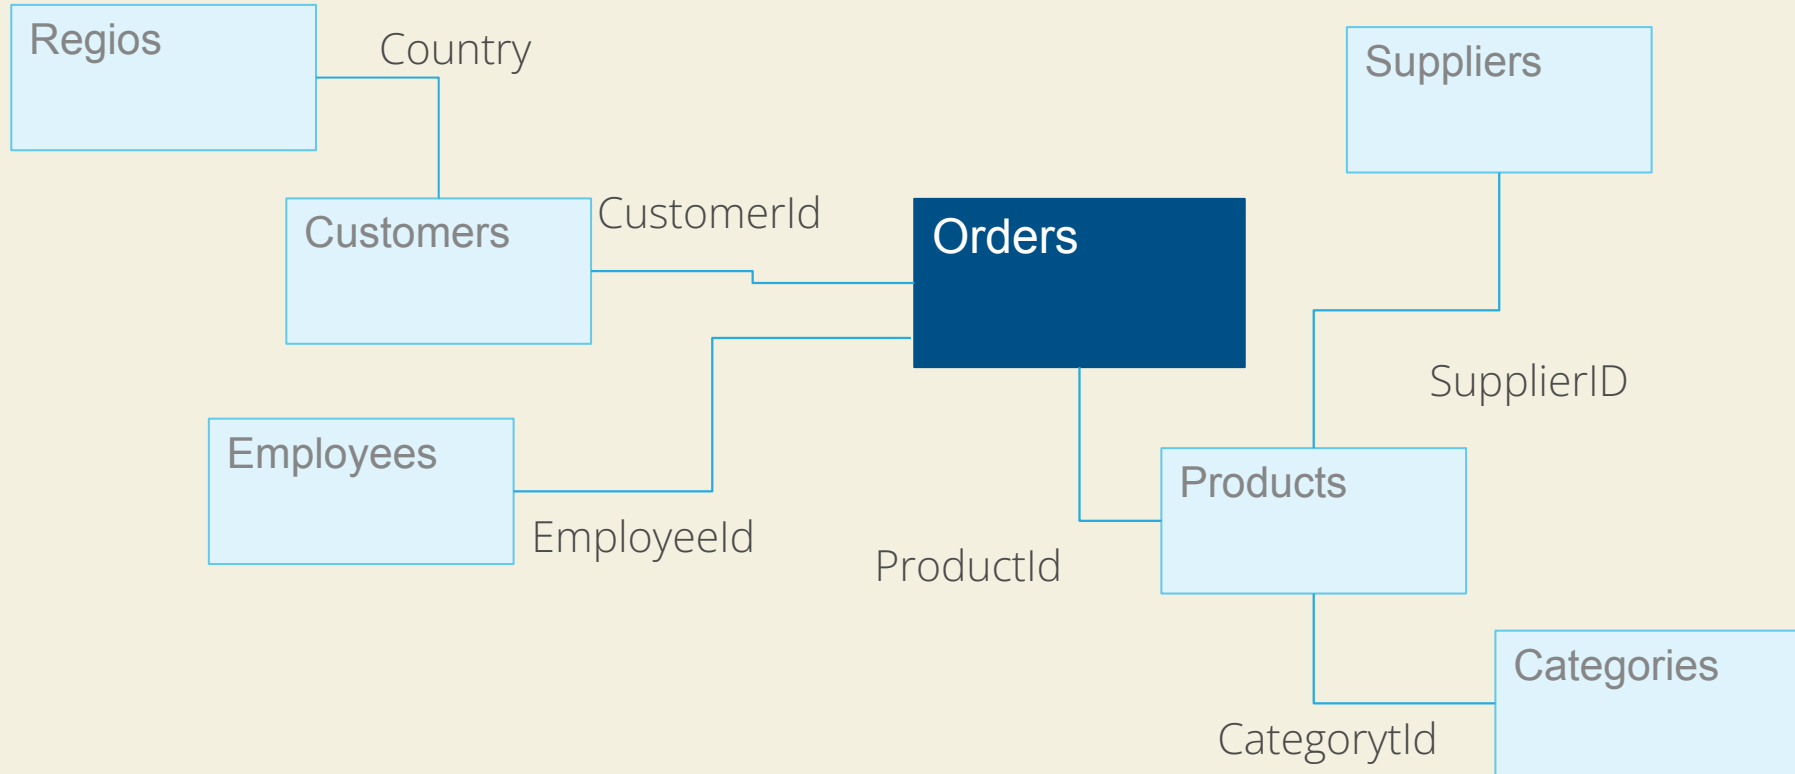 Regios
Country
Suppliers
Customers
CustomerId
Orders
SupplierID
Employees
Products
EmployeeId
ProductId
Categories
CategorytId